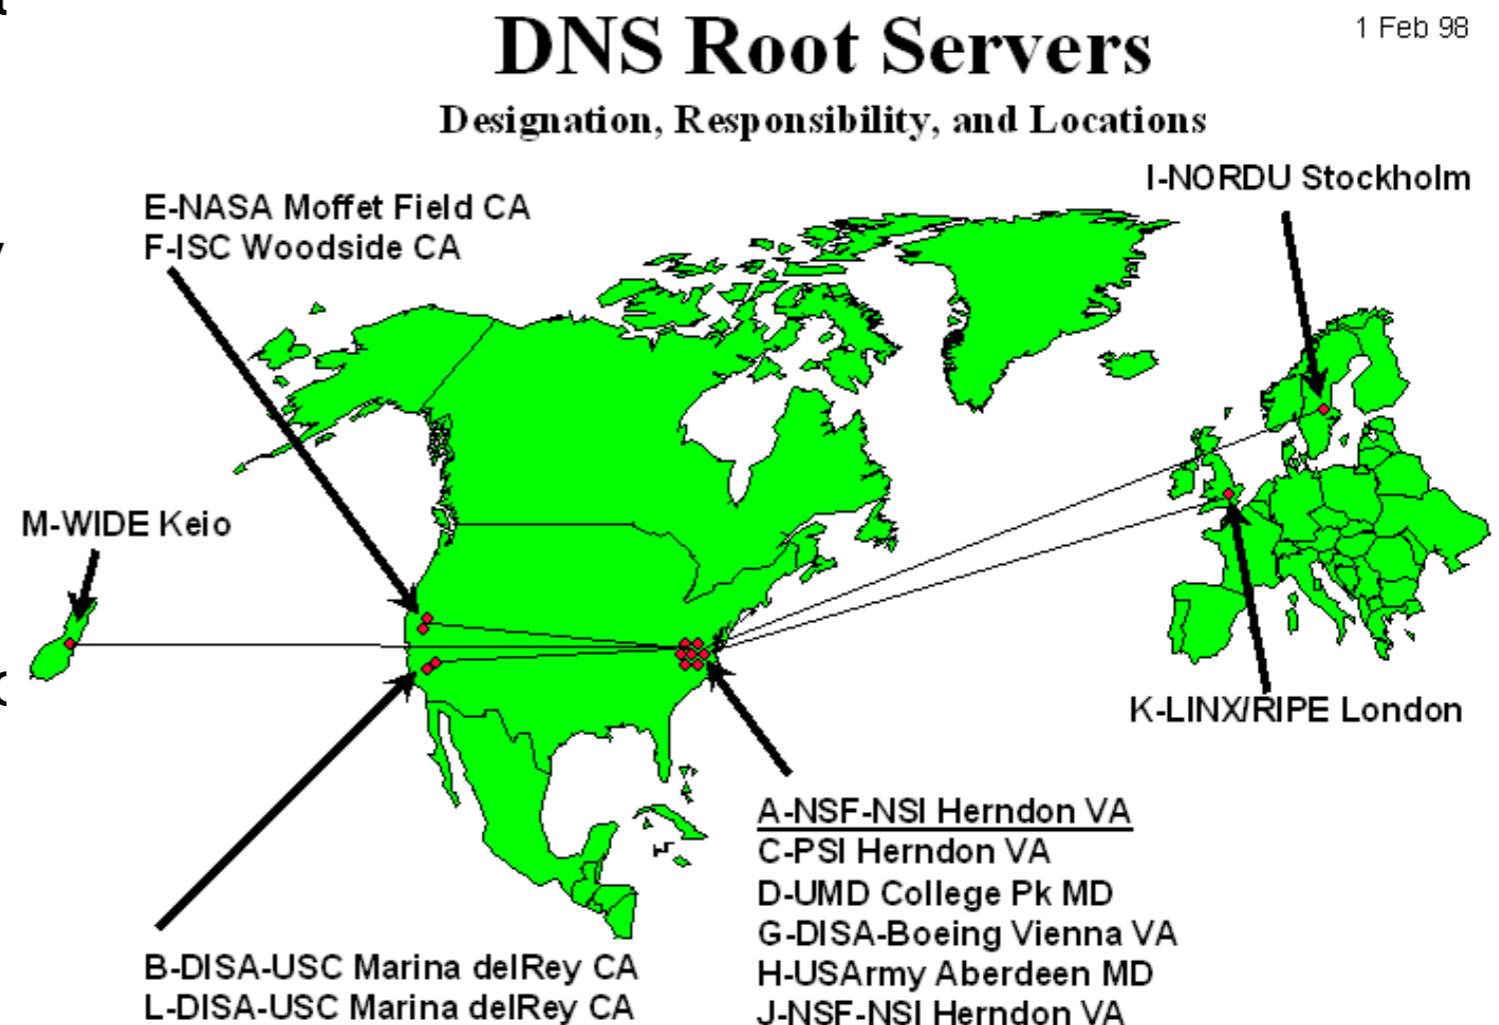 DNS Root Servers
1 Feb 98
Designation, Responsibility, and Locations
I-NORDU Stockholm
E-NASA Moffet Field CA
F-ISC Woodside CA
M-WIDE Keio
K-LINX/RIPE London
A-NSF-NSI Herndon VA
C-PSI Herndon VA
D-UMD College Pk MD
G-DISA-Boeing Vienna VA
H-USArmy Aberdeen MD
J-NSF-NSI Herndon VA
B-DISA-USC Marina delRey CA
L-DISA-USC Marina delRey CA